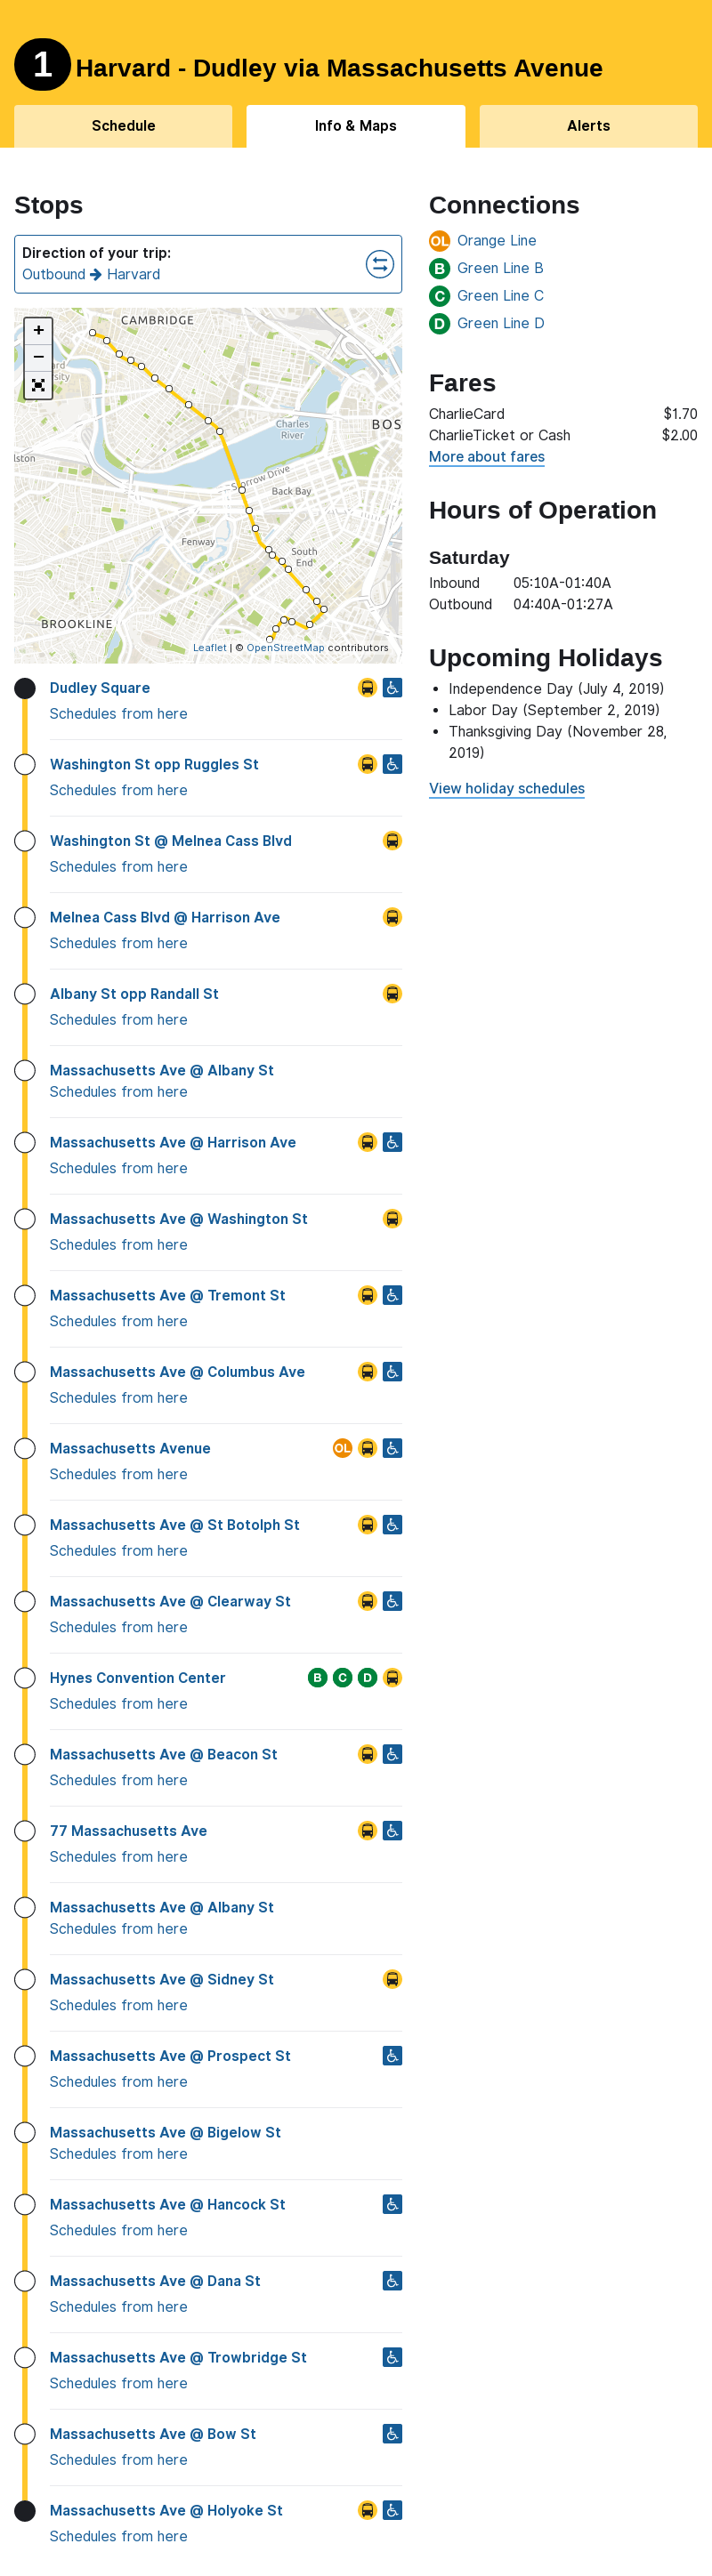 1 Harvard - Dudley via Massachusetts Avenue
Schedule
Info & Maps
Alerts
Stops
Direction of your trip:
Outbound → Harvard
+
−
CAMBRIDGE
BOS
Charles
River
Storrow Drive
Back Bay
Fenway
South
End
BROOKLINE
lston
Leaflet | © OpenStreetMap contributors
Dudley Square
Schedules from here
Washington St opp Ruggles St
Schedules from here
Washington St @ Melnea Cass Blvd
Schedules from here
Melnea Cass Blvd @ Harrison Ave
Schedules from here
Albany St opp Randall St
Schedules from here
Massachusetts Ave @ Albany St
Schedules from here
Massachusetts Ave @ Harrison Ave
Schedules from here
Massachusetts Ave @ Washington St
Schedules from here
Massachusetts Ave @ Tremont St
Schedules from here
Massachusetts Ave @ Columbus Ave
Schedules from here
Massachusetts Avenue OL
Schedules from here
Massachusetts Ave @ St Botolph St
Schedules from here
Massachusetts Ave @ Clearway St
Schedules from here
Hynes Convention Center B C D
Schedules from here
Massachusetts Ave @ Beacon St
Schedules from here
77 Massachusetts Ave
Schedules from here
Massachusetts Ave @ Albany St
Schedules from here
Massachusetts Ave @ Sidney St
Schedules from here
Massachusetts Ave @ Prospect St
Schedules from here
Massachusetts Ave @ Bigelow St
Schedules from here
Massachusetts Ave @ Hancock St
Schedules from here
Massachusetts Ave @ Dana St
Schedules from here
Massachusetts Ave @ Trowbridge St
Schedules from here
Massachusetts Ave @ Bow St
Schedules from here
Massachusetts Ave @ Holyoke St
Schedules from here
Connections
OL Orange Line
B Green Line B
C Green Line C
D Green Line D
Fares
CharlieCard $1.70
CharlieTicket or Cash $2.00
More about fares
Hours of Operation
Saturday
Inbound 05:10A-01:40A
Outbound 04:40A-01:27A
Upcoming Holidays
• Independence Day (July 4, 2019)
• Labor Day (September 2, 2019)
• Thanksgiving Day (November 28,
2019)
View holiday schedules